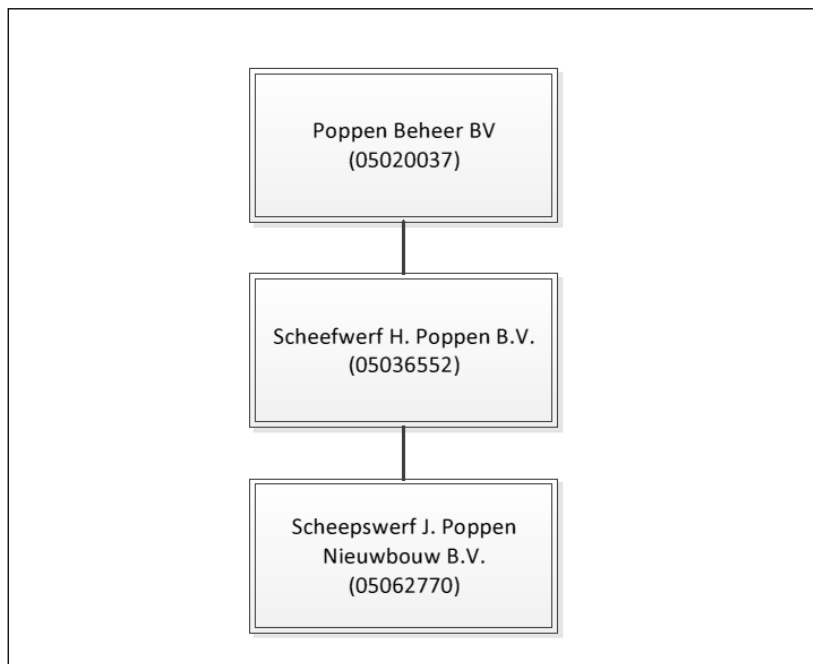 Poppen Beheer BV
(05020037)
Scheefwerf H. Poppen B.V.
(05036552)
Scheepswerf J. Poppen
Nieuwbouw B.V.
(05062770)